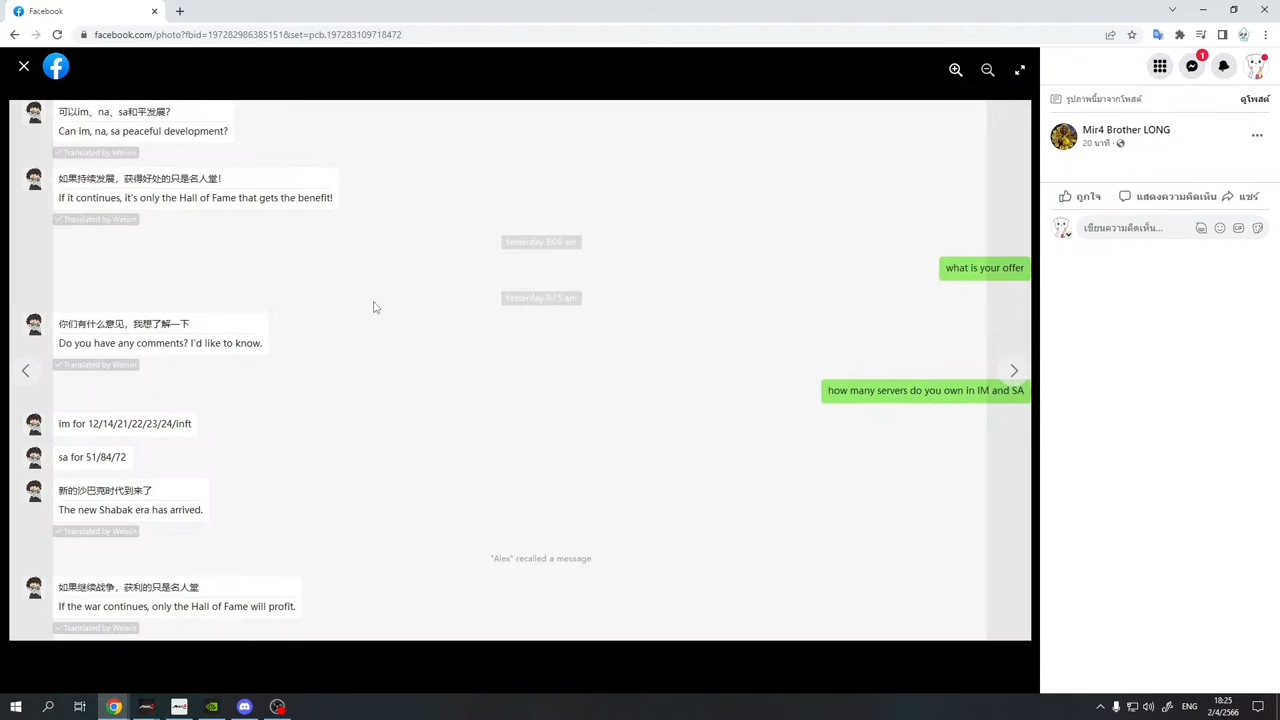 Facebook
facebook.com/photo?fbid=197282986385151&set=pcb.197283109718472
可以im、na、sa和平发展?
Can im, na, sa peaceful development?
Translated by Weixin
如果持续发展，获得好处的只是名人堂!
If it continues, it's only the Hall of Fame that gets the benefit!
Translated by Weixin
Yesterday 8:06 am
what is your offer
Yesterday 8:15 am
你们有什么意见，我想了解一下
Do you have any comments? I'd like to know.
Translated by Weixin
how many servers do you own in IM and SA
im for 12/14/21/22/23/24/inft
sa for 51/84/72
新的沙巴克时代到来了
The new Shabak era has arrived.
Translated by Weixin
"Alex" recalled a message
如果继续战争，获利的只是名人堂
If the war continues, only the Hall of Fame will profit.
Translated by Weixin
1
รูปภาพนี้มาจากโพสต์
ดูโพสต์
Mir4 Brother LONG
20 นาที
ถูกใจ
แสดงความคิดเห็น
แชร์
เขียนความคิดเห็น...
ENG
18:25
2/4/2566